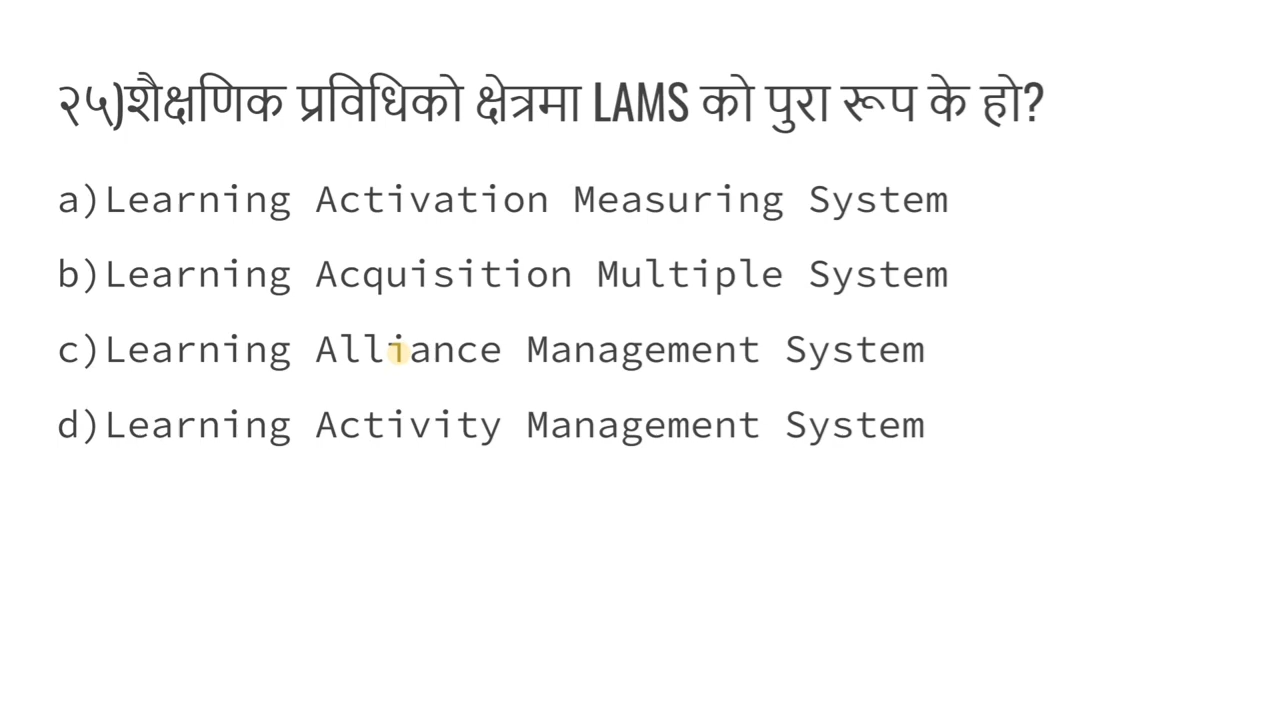 २५)शैक्षणिक प्रविधिको क्षेत्रमा LAMS को पुरा रूप के हो?
a)Learning Activation Measuring System
b)Learning Acquisition Multiple System
c)Learning Alliance Management System
d)Learning Activity Management System